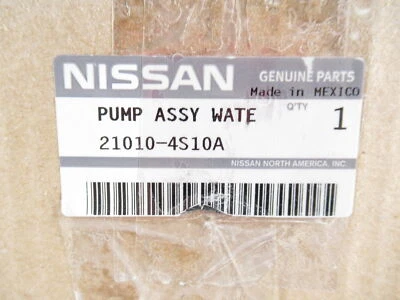 NISSAN
GENUINE PARTS
Made in MEXICO
PUMP ASSY WATE
Q'TY
1
21010-4S10A
NISSAN NORTH AMERICA, INC.